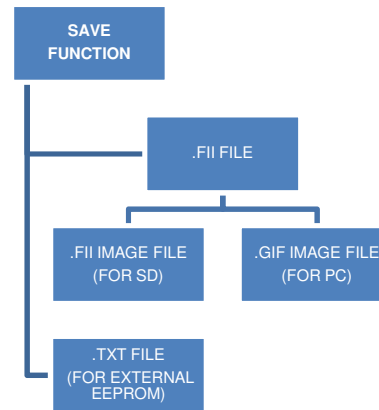 SAVE
FUNCTION
.FII FILE
.FII IMAGE FILE
(FOR SD)
.GIF IMAGE FILE
(FOR PC)
.TXT FILE
(FOR EXTERNAL
EEPROM)